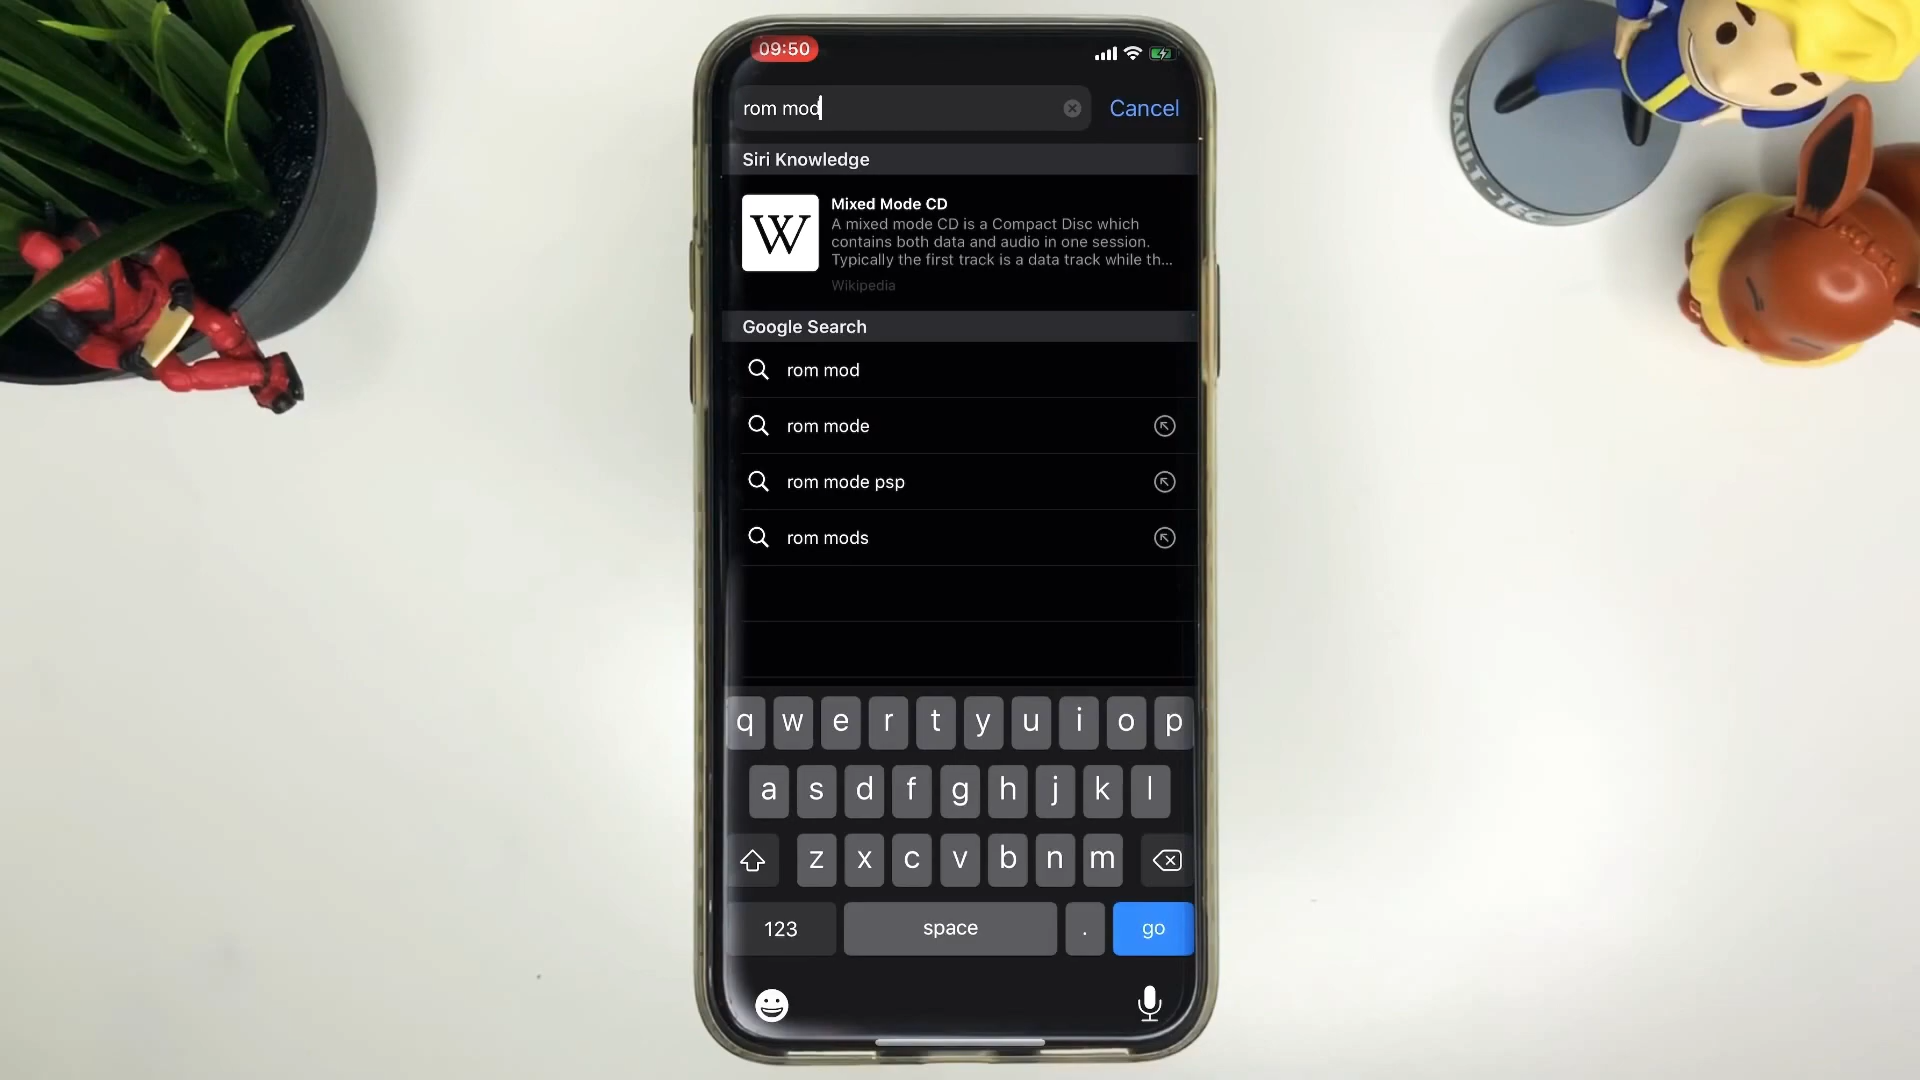 09:50
rom mod
Cancel
Siri Knowledge
W
Mixed Mode CD
A mixed mode CD is a Compact Disc which
contains both data and audio in one session.
Typically the first track is a data track while th...
Wikipedia
Google Search
rom mod
rom mode
rom mode psp
rom mods
q w e r t y u i o p
a s d f g h j k l
z x c v b n m
123 space . go
VAULT-TEC